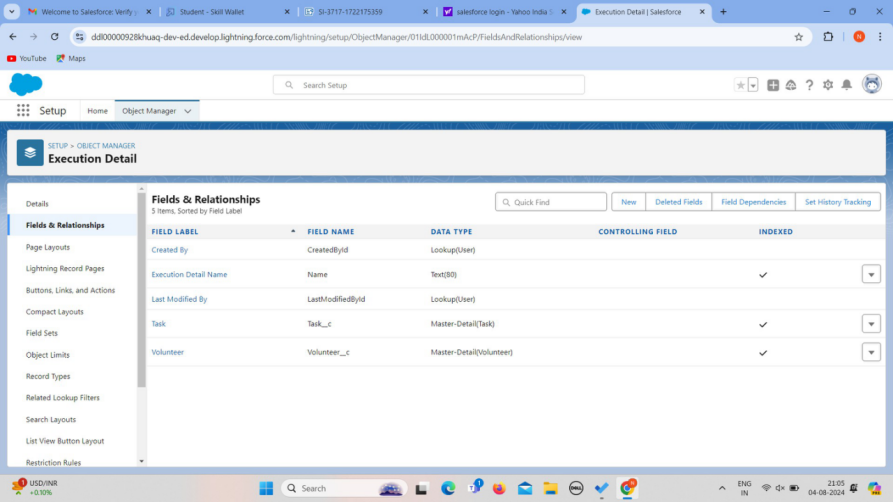 Welcome to Salesforce: Verify y
Student - Skill Wallet
SI-3717-1722175359
salesforce login - Yahoo India S
Execution Detail | Salesforce
ddl00000928khuaq-dev-ed.develop.lightning.force.com/lightning/setup/ObjectManager/01IdL000001mAcP/FieldsAndRelationships/view
N
YouTube
Maps
Search Setup
Setup
Home
Object Manager
SETUP > OBJECT MANAGER
Execution Detail
Details
Fields & Relationships
Page Layouts
Lightning Record Pages
Buttons, Links, and Actions
Compact Layouts
Field Sets
Object Limits
Record Types
Related Lookup Filters
Search Layouts
List View Button Layout
Restriction Rules
Fields & Relationships
5 Items, Sorted by Field Label
Quick Find
New
Deleted Fields
Field Dependencies
Set History Tracking
FIELD LABEL FIELD NAME DATA TYPE CONTROLLING FIELD INDEXED
Created By CreatedById Lookup(User)
Execution Detail Name Name Text(80)
Last Modified By LastModifiedById Lookup(User)
Task Task__c Master-Detail(Task)
Volunteer Volunteer__c Master-Detail(Volunteer)
1
USD/INR
+0.10%
Search
1
DELL
ENG
IN
21:05
04-08-2024